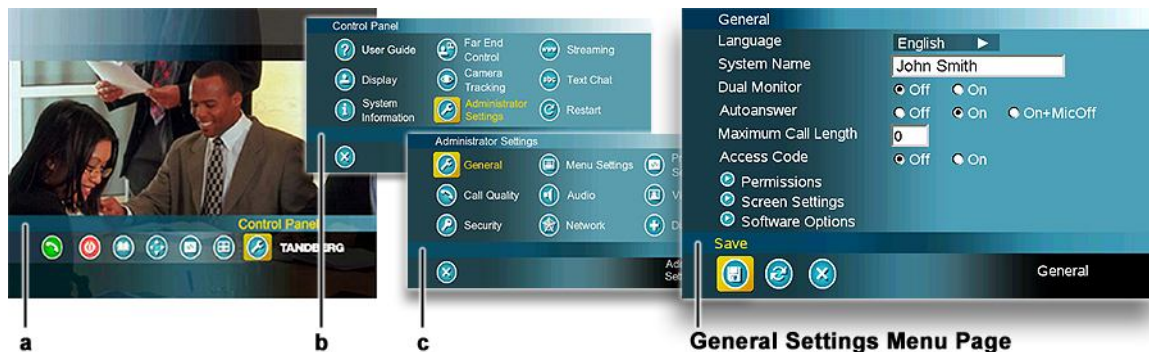 Control Panel
TANDBERG
a
Control Panel
User Guide
Far End
Control
Streaming
Display
Camera
Tracking
Text Chat
System
Information
Administrator
Settings
Restart
b
Administrator Settings
General
Menu Settings
Call Quality
Audio
Security
Network
c
General
Language
English
System Name
John Smith
Dual Monitor
Off On
Autoanswer
Off On On+MicOff
Maximum Call Length
0
Access Code
Off On
Permissions
Screen Settings
Software Options
Save
General
General Settings Menu Page